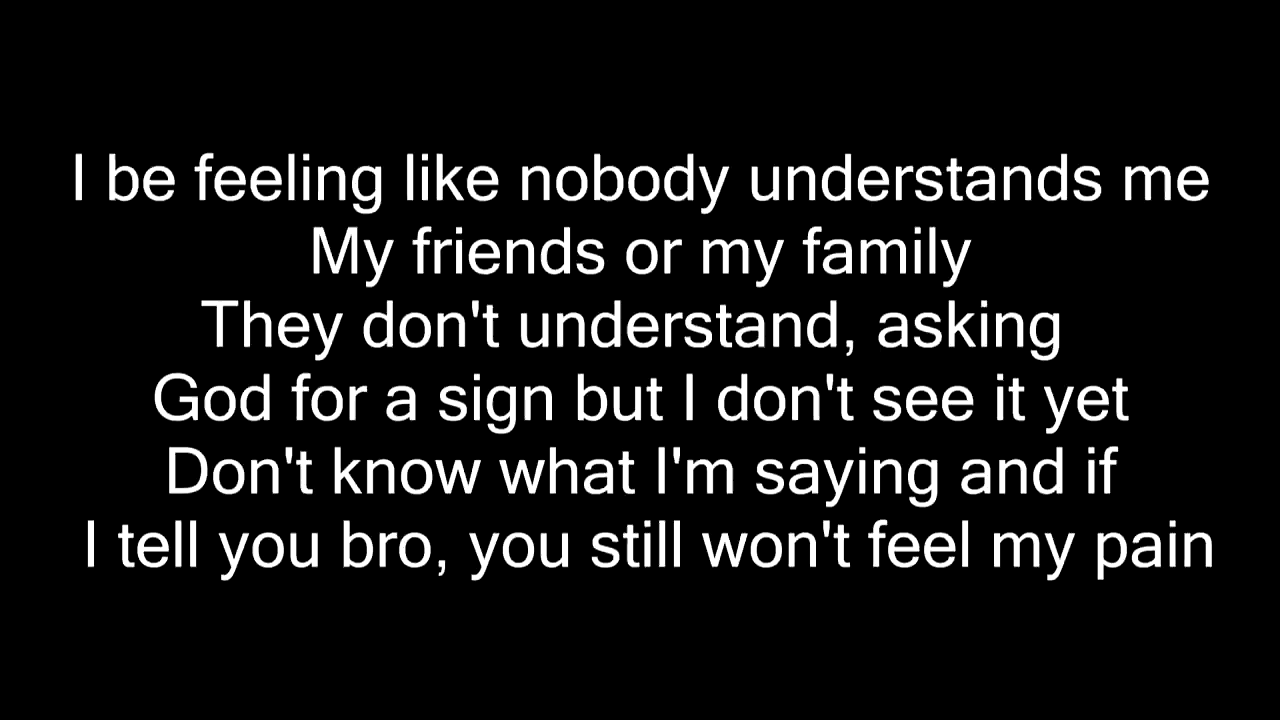 I be feeling like nobody understands me
My friends or my family
They don't understand, asking
God for a sign but I don't see it yet
Don't know what I'm saying and if
I tell you bro, you still won't feel my pain